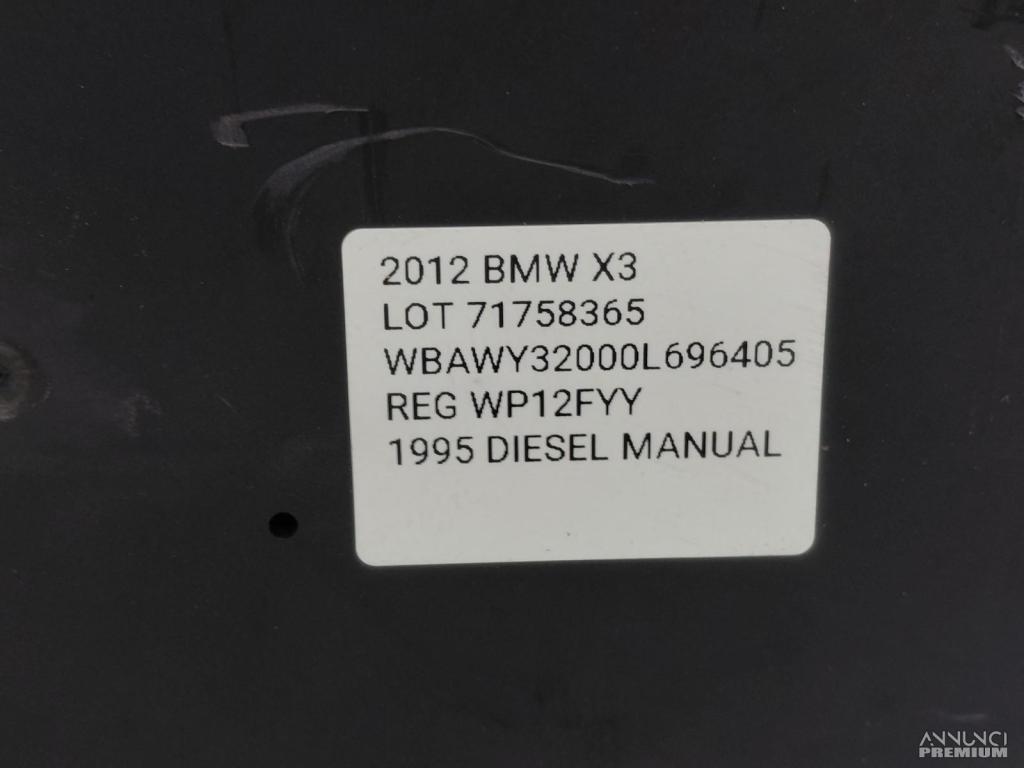 2012 BMW X3
LOT 71758365
WBAWY32000L696405
REG WP12FYY
1995 DIESEL MANUAL
ANNUNCI
PREMIUM